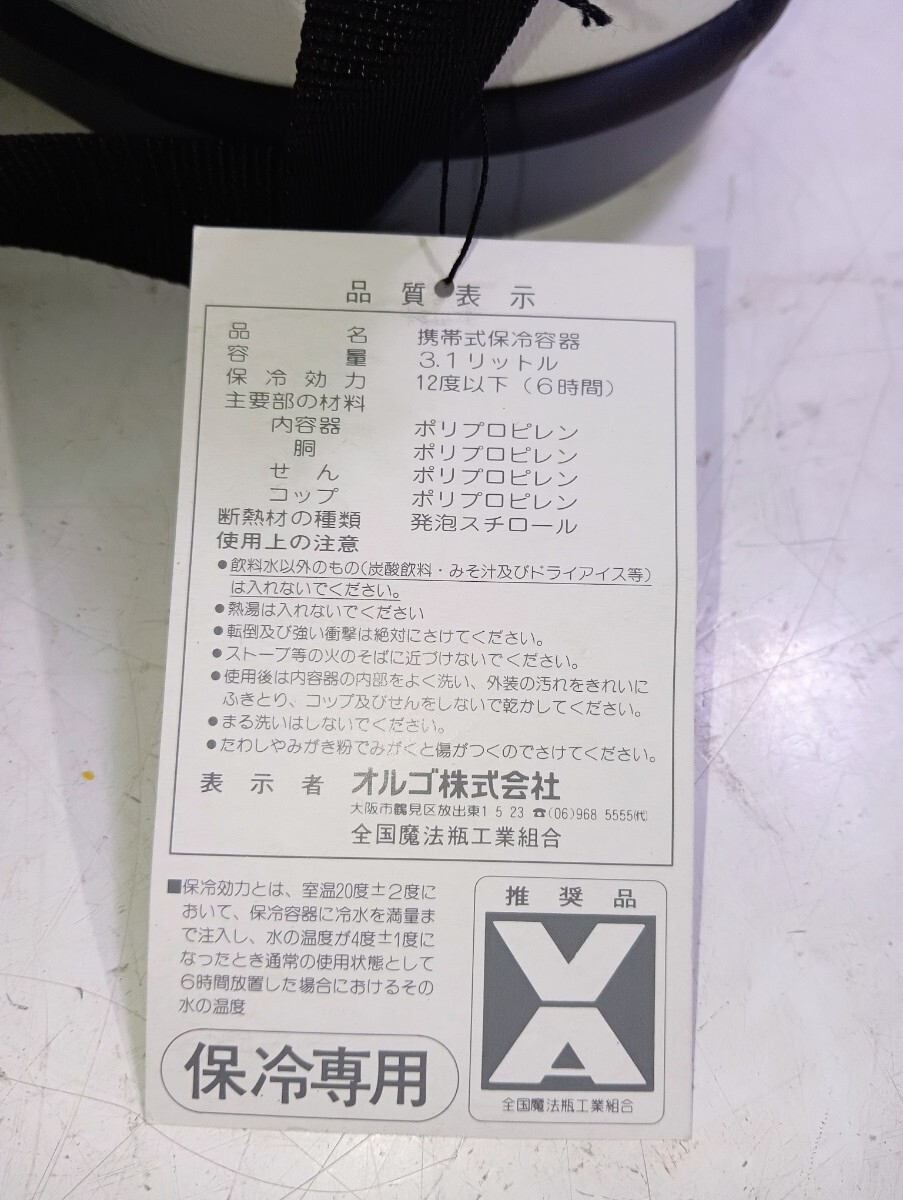 品質表示
品名 携帯式保冷容器
容量 3.1リットル
保冷効力 12度以下（6時間）
主要部の材料
内容器 ポリプロピレン
胴 ポリプロピレン
せん ポリプロピレン
コップ ポリプロピレン
断熱材の種類 発泡スチロール
使用上の注意
●飲料水以外のもの（炭酸飲料・みそ汁及びドライアイス等）
は入れないでください。
●熱湯は入れないでください
●転倒及び強い衝撃は絶対にさけてください。
●ストーブ等の火のそばに近づけないでください。
●使用後は内容器の内部をよく洗い、外装の汚れをきれいに
ふきとり、コップ及びせんをしないで乾かしてください。
●まる洗いはしないでください。
●たわしやみがき粉でみがくと傷がつくのでさけてください。
表示者 オルゴ株式会社
大阪市鶴見区放出東1 5 23 ☎(06)968 5555㈹
全国魔法瓶工業組合
■保冷効力とは、室温20度±2度に
おいて、保冷容器に冷水を満量ま
で注入し、水の温度が4度±1度に
なったとき通常の使用状態として
6時間放置した場合におけるその
水の温度
保冷専用
推奨品
VA
全国魔法瓶工業組合